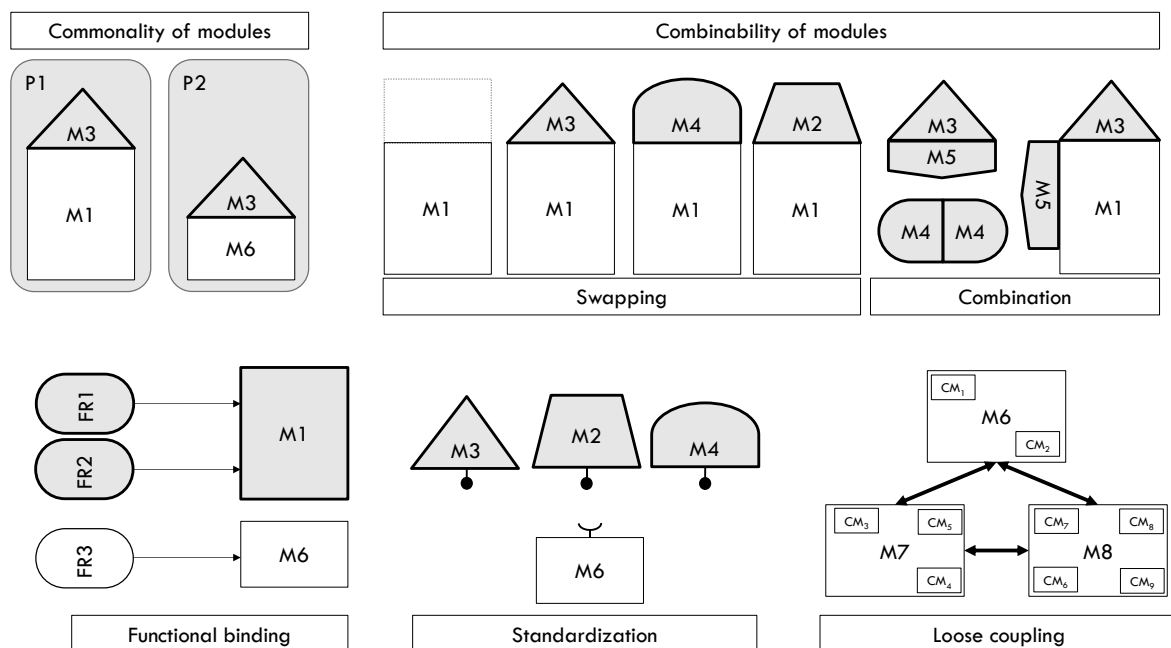 Commonality of modules
Combinability of modules
P1
P2
M3
M1
M3
M6
M1
M3
M1
M4
M1
M2
M1
M3
M5
M4
M4
M3
M5
M1
Swapping
Combination
FR1
FR2
FR3
M1
M6
Functional binding
M3
M2
M4
M6
Standardization
CM₁
M6
CM₂
CM₃
CM₅
M7
CM₄
CM₇
CM₈
M8
CM₆
CM₉
Loose coupling